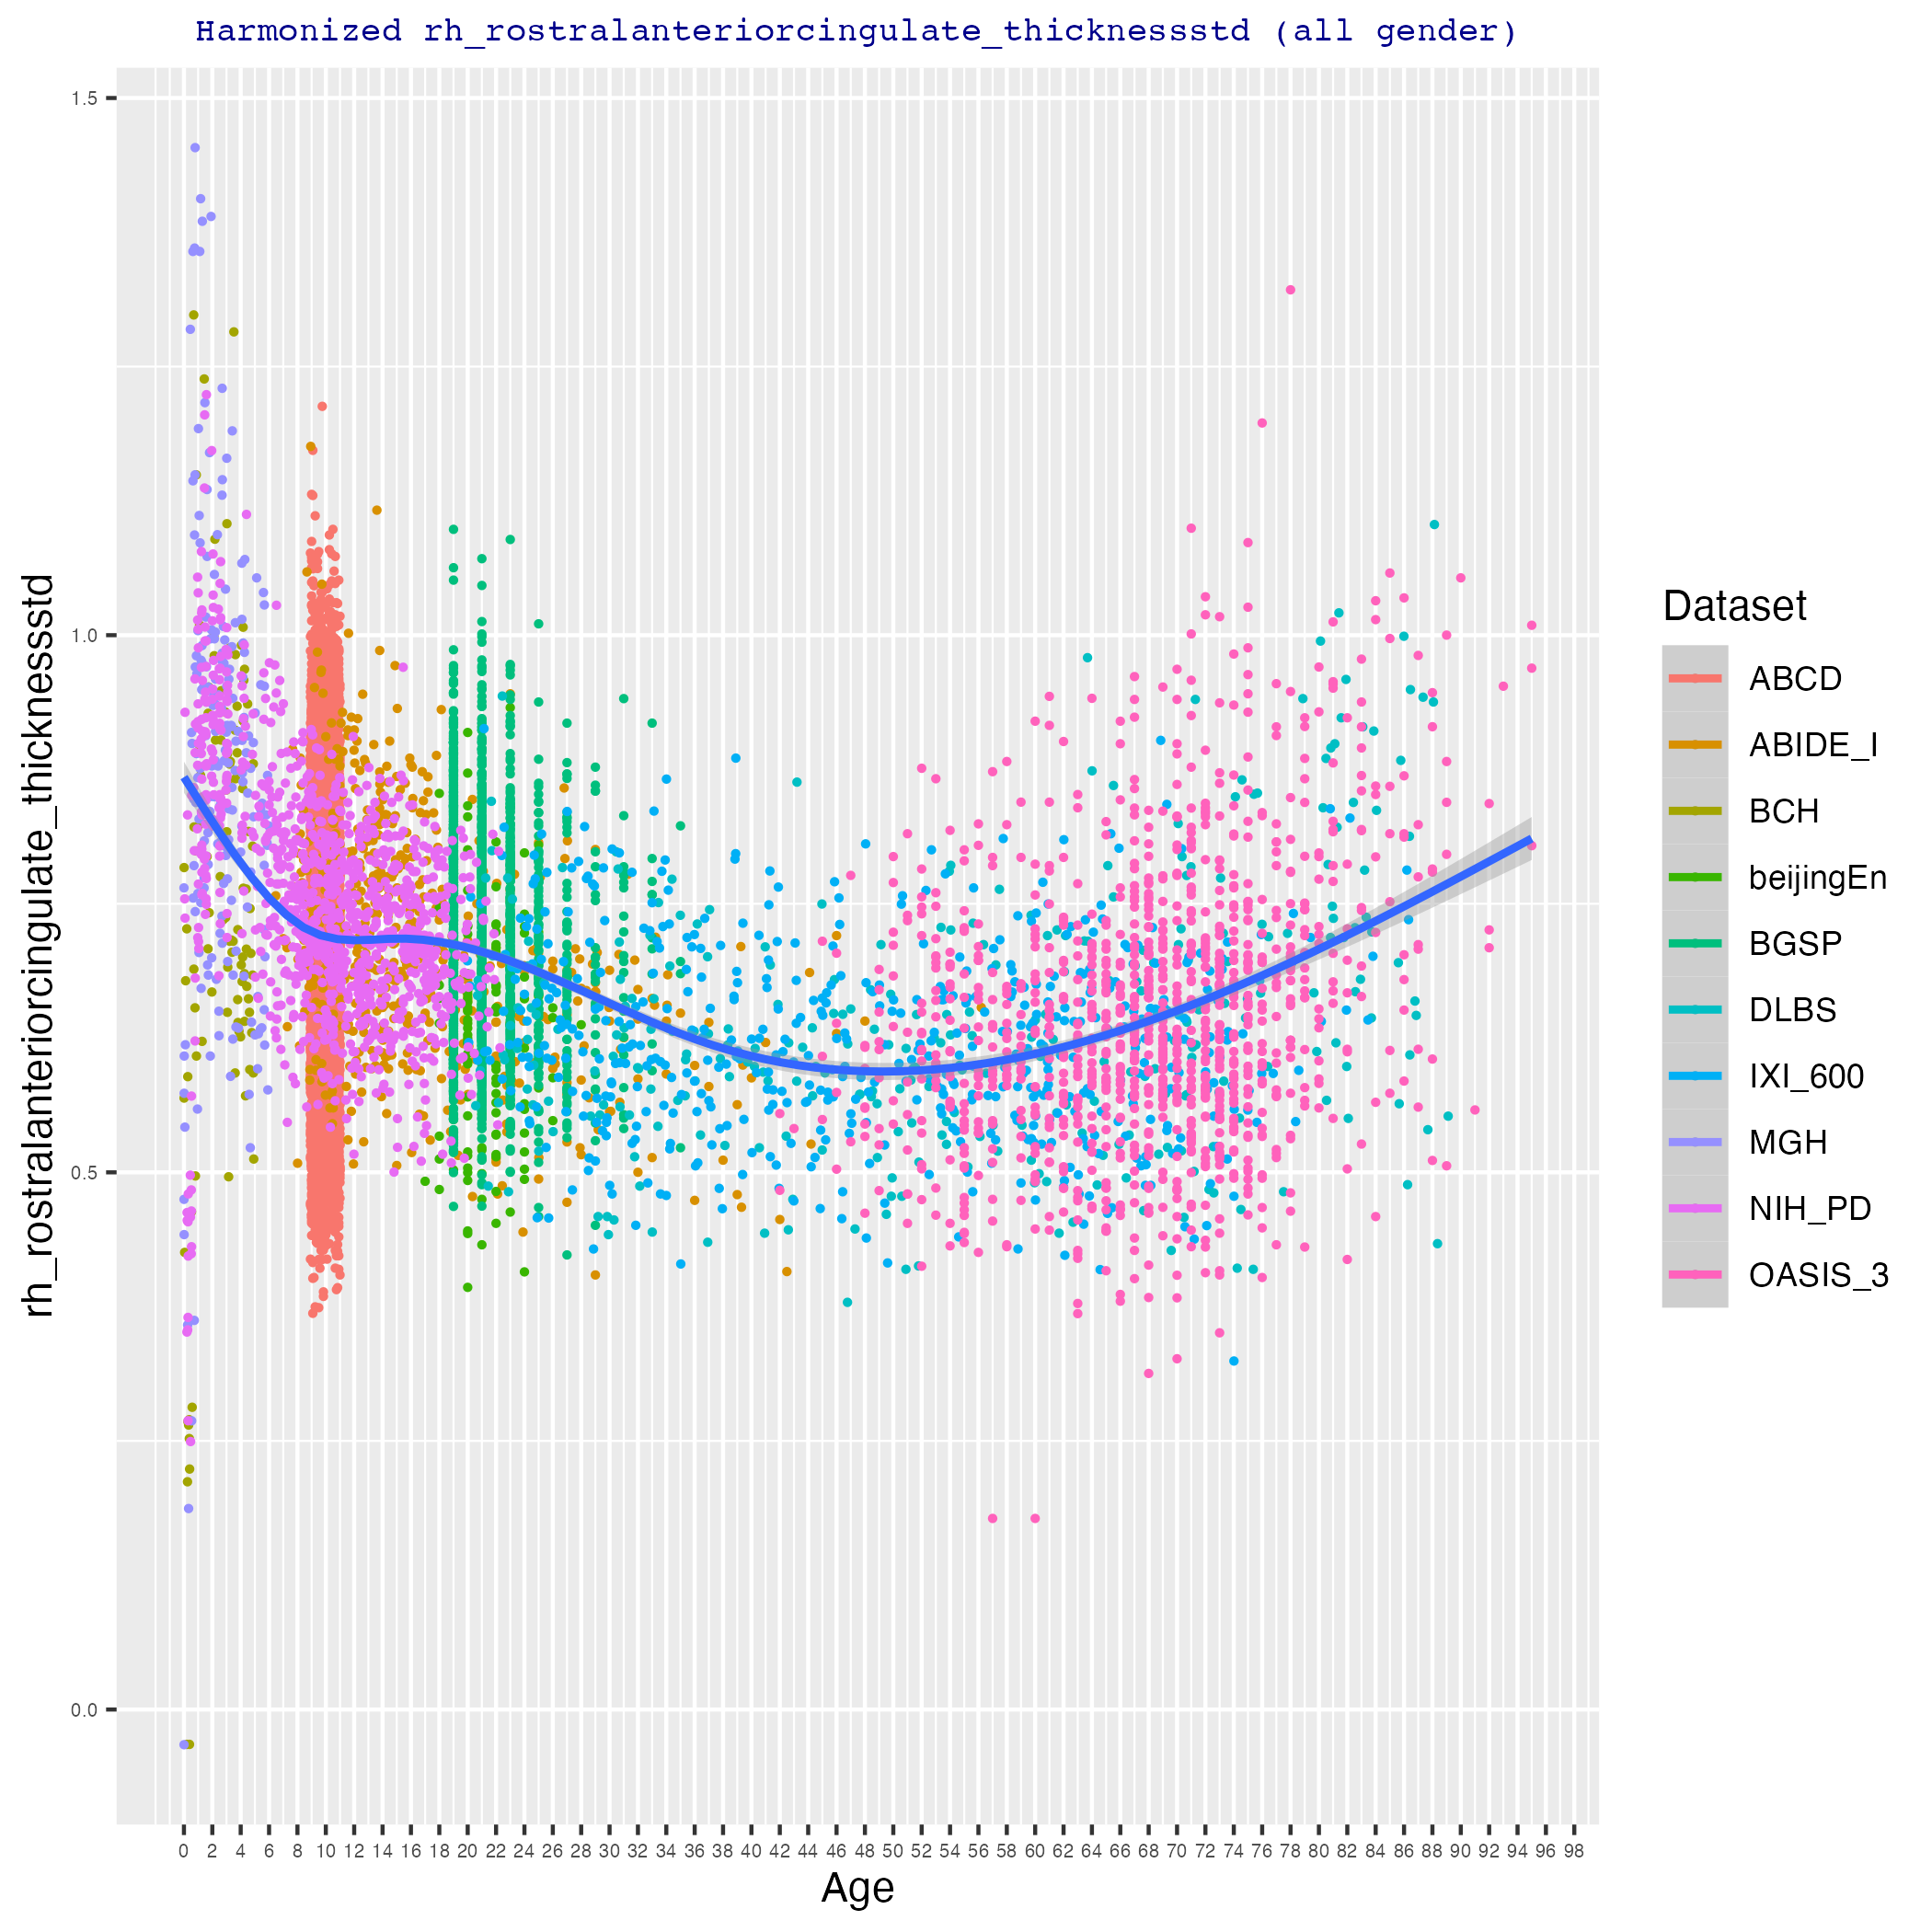 Harmonized rh_rostralanteriorcingulate_thicknessstd (all gender)
rh_rostralanteriorcingulate_thicknessstd
1.5
1.0
0.5
0.0
0 2 4 6 8 10 12 14 16 18 20 22 24 26 28 30 32 34 36 38 40 42 44 46 48 50 52 54 56 58 60 62 64 66 68 70 72 74 76 78 80 82 84 86 88 90 92 94 96 98
Age
Dataset
ABCD
ABIDE_I
BCH
beijingEn
BGSP
DLBS
IXI_600
MGH
NIH_PD
OASIS_3